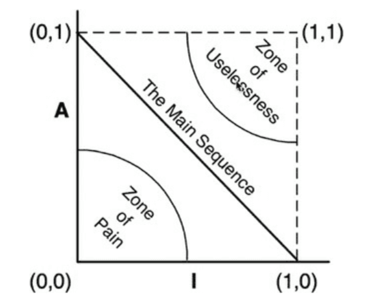 (0,1)
(1,1)
Zone
of
Uselessness
The Main Sequence
A
Zone
of
Pain
(0,0)
I
(1,0)